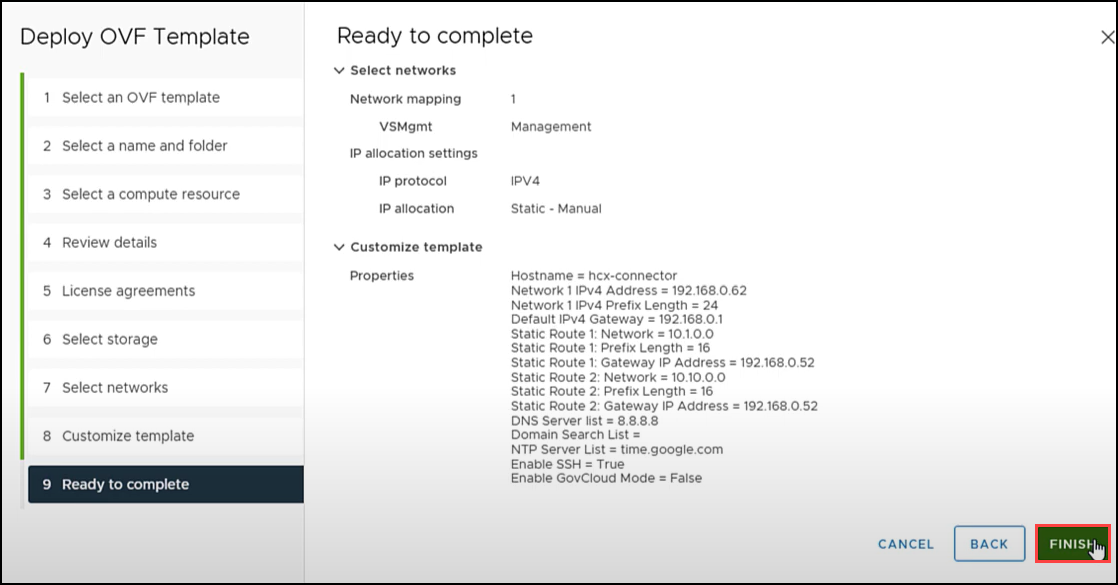 Deploy OVF Template
1 Select an OVF template
2 Select a name and folder
3 Select a compute resource
4 Review details
5 License agreements
6 Select storage
7 Select networks
8 Customize template
9 Ready to complete
Ready to complete
Select networks
Network mapping 1
VSMgmt Management
IP allocation settings
IP protocol IPV4
IP allocation Static - Manual
Customize template
Properties Hostname = hcx-connector
Network 1 IPv4 Address = 192.168.0.62
Network 1 IPv4 Prefix Length = 24
Default IPv4 Gateway = 192.168.0.1
Static Route 1: Network = 10.1.0.0
Static Route 1: Prefix Length = 16
Static Route 1: Gateway IP Address = 192.168.0.52
Static Route 2: Network = 10.10.0.0
Static Route 2: Prefix Length = 16
Static Route 2: Gateway IP Address = 192.168.0.52
DNS Server list = 8.8.8.8
Domain Search List =
NTP Server List = time.google.com
Enable SSH = True
Enable GovCloud Mode = False
CANCEL BACK FINISH